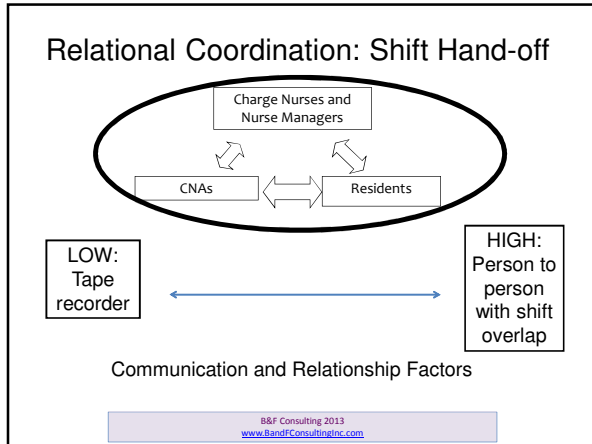 Relational Coordination: Shift Hand-off
Charge Nurses and
Nurse Managers
CNAs
Residents
LOW:
Tape
recorder
HIGH:
Person to
person
with shift
overlap
Communication and Relationship Factors
B&F Consulting 2013
www.BandFConsultingInc.com